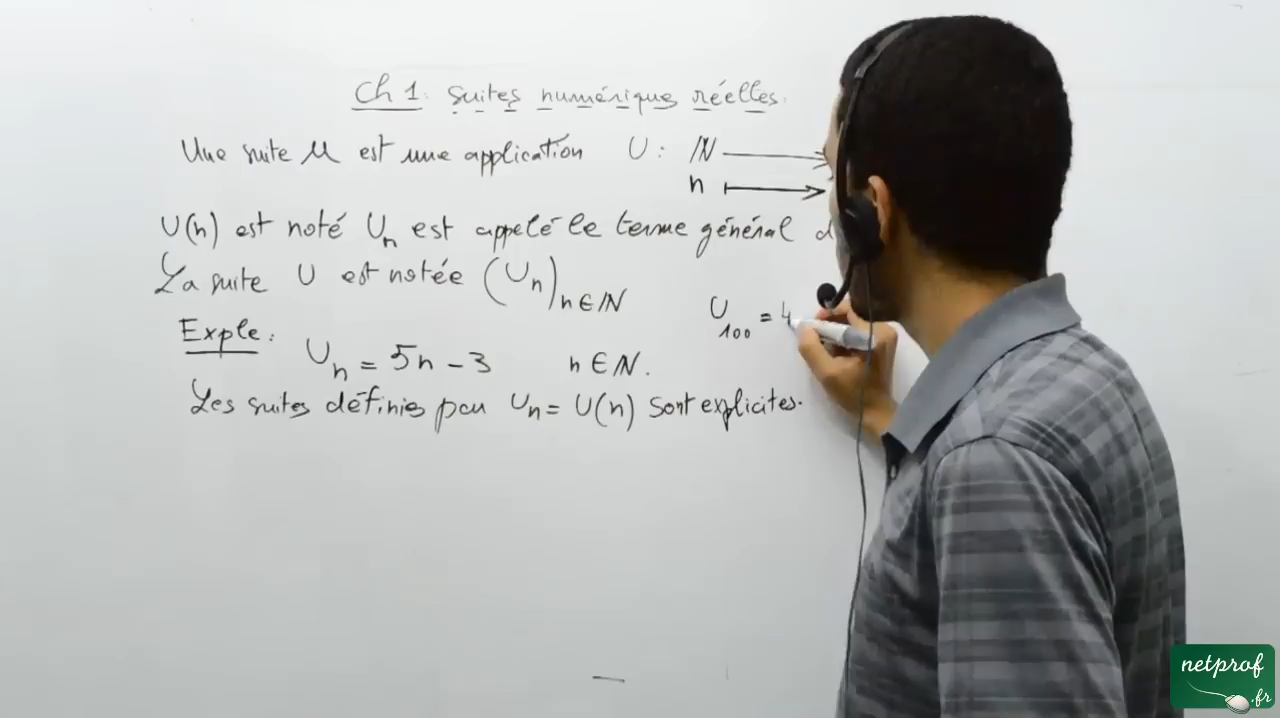 Ch 1: Suites numérique réelles.
Une suite U est une application U : IN
n
U(n) est noté Un est appelé le terme général d
La suite U est notée (Un)n∈IN
U100 = 4
Exple :
Un = 5n - 3 n ∈ IN.
Les suites définies par Un = U(n) sont explicites.
netprof
.fr